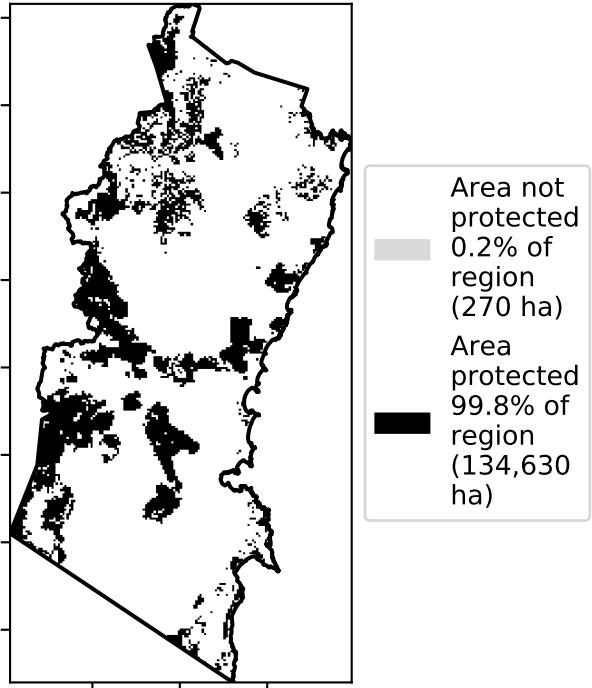 Area not
protected
0.2% of
region
(270 ha)
Area
protected
99.8% of
region
(134,630
ha)